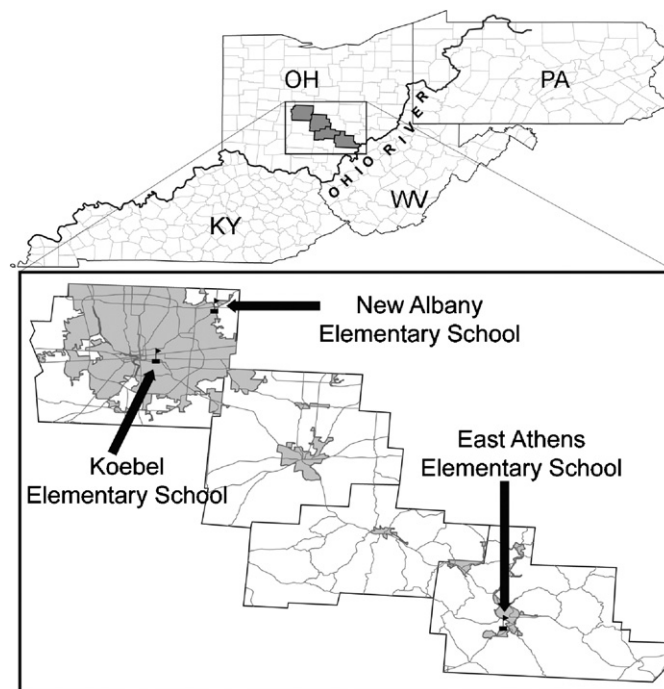 OH
PA
OHIO RIVER
WV
KY
New Albany
Elementary School
East Athens
Elementary School
Koebel
Elementary School